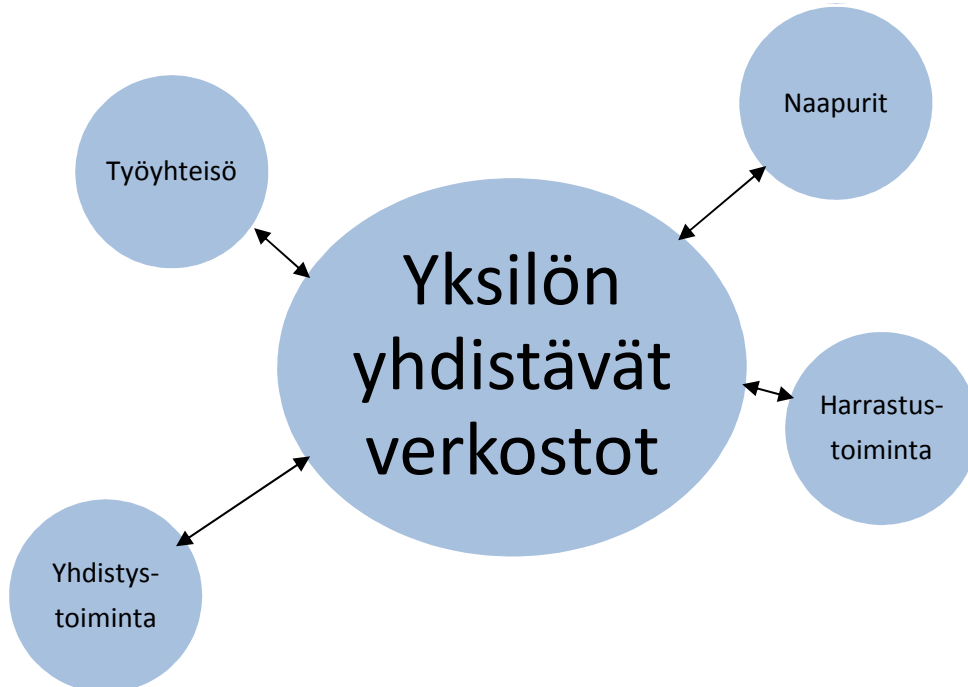 Naapurit
Työyhteisö
Yksilön
yhdistävät
verkostot
Harrastus-
toiminta
Yhdistys-
toiminta